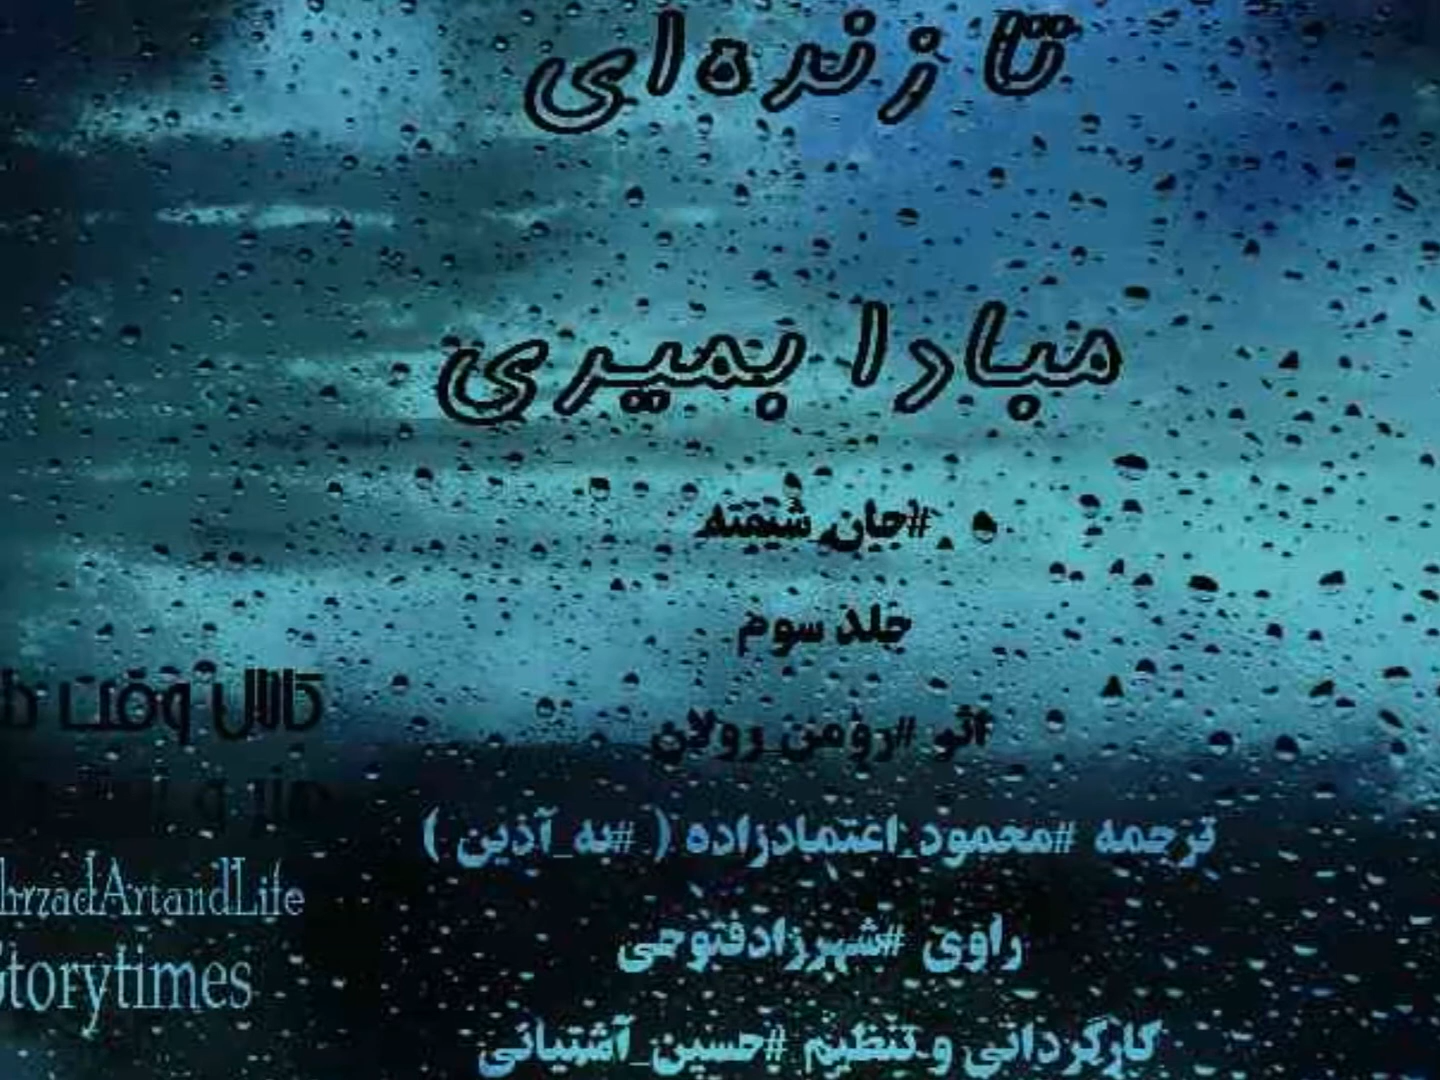 تا زنده‌ای
مبادا بمیری
#جان_شیفته
جلد سوم
اثر #رومن_رولان
ترجمه #محمود_اعتمادزاده ( #به_آذین )
راوی #شهرزادفتوحی
کارگردانی و تنظیم #حسین_آشتیانی
کانال وقت
hrzadArtandLife
Storytimes